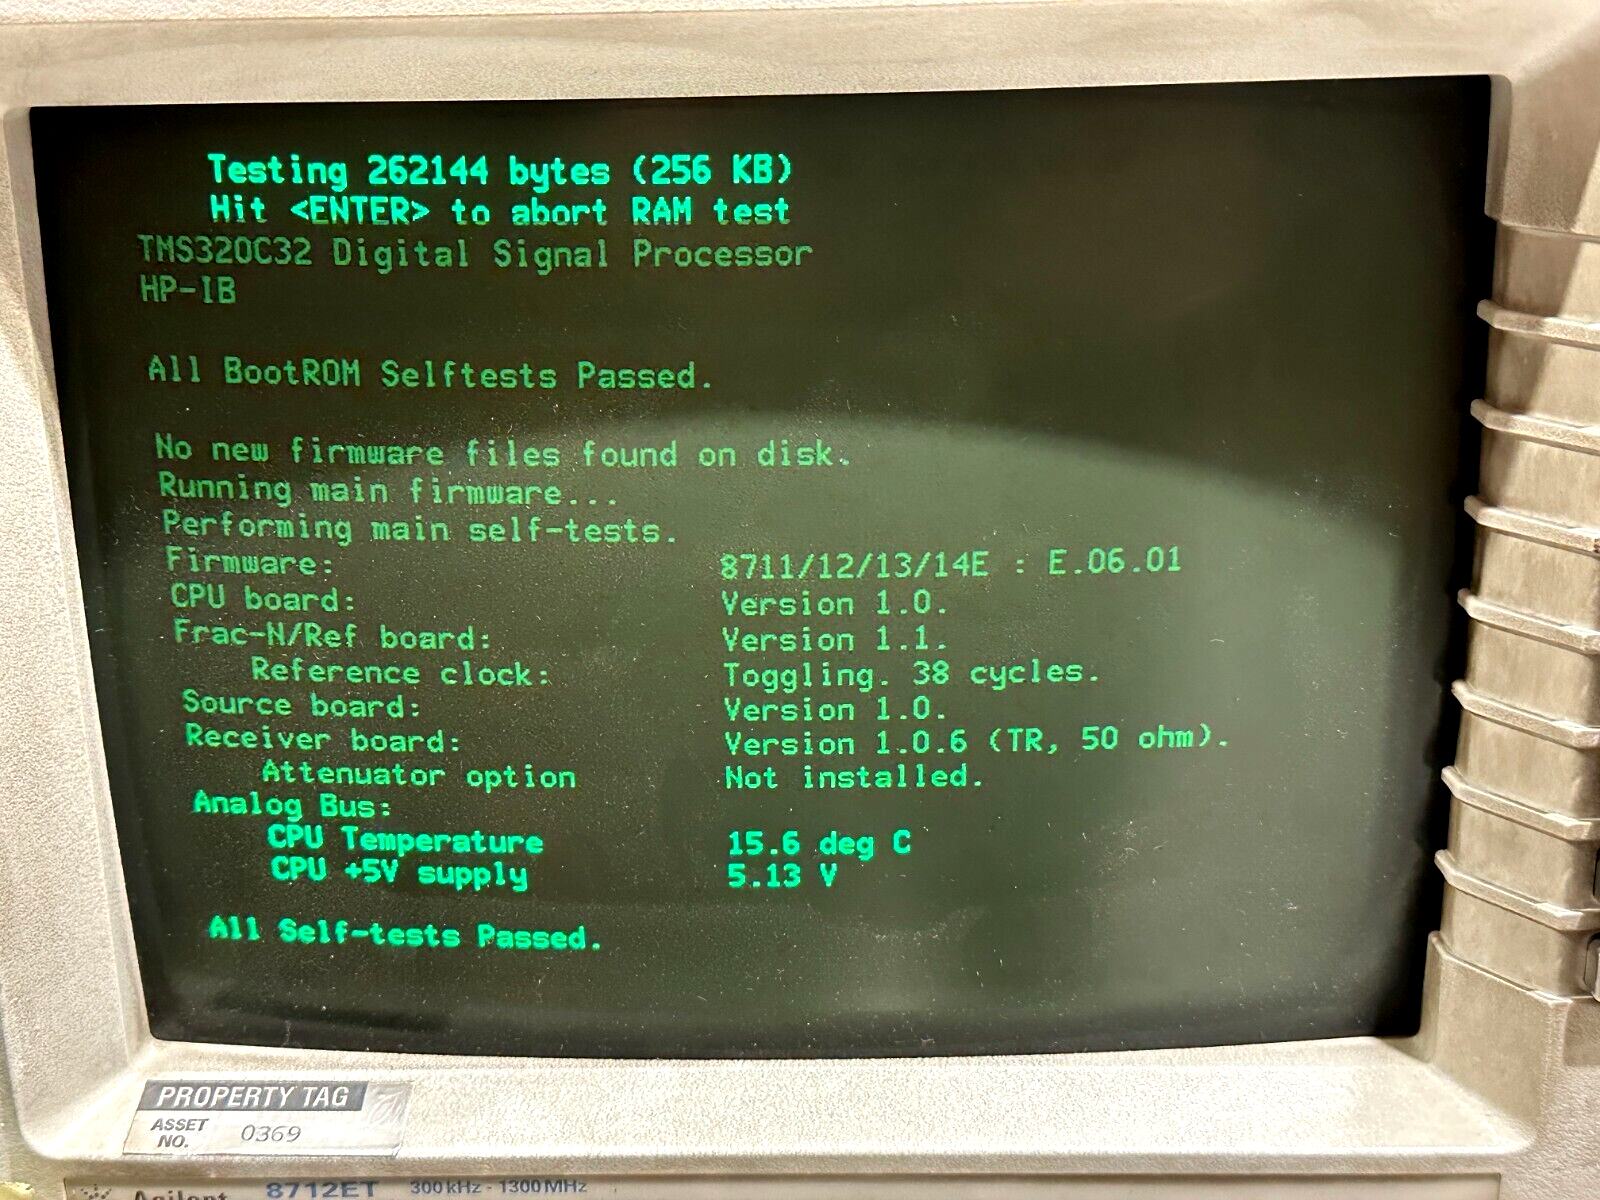 Testing 262144 bytes (256 KB)
Hit <ENTER> to abort RAM test
TMS320C32 Digital Signal Processor
HP-IB
All BootROM Selftests Passed.
No new firmware files found on disk.
Running main firmware...
Performing main self-tests.
Firmware: 8711/12/13/14E : E.06.01
CPU board: Version 1.0.
Frac-N/Ref board: Version 1.1.
Reference clock: Toggling. 38 cycles.
Source board: Version 1.0.
Receiver board: Version 1.0.6 (TR, 50 ohm).
Attenuator option Not installed.
Analog Bus:
CPU Temperature 15.6 deg C
CPU +5V supply 5.13 V
All Self-tests Passed.
PROPERTY TAG
ASSET NO. 0369
Agilent 8712ET 300 kHz - 1300 MHz